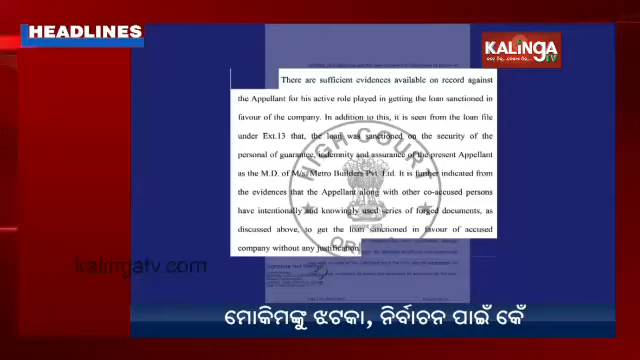 HEADLINES
KALINGA
TV
There are sufficient evidences available on record against
the Appellant for his active role played in getting the loan sanctioned in
favour of the company. In addition to this, it is seen from the loan file
under Ext.13 that, the loan was sanctioned on the security of the
personal of guarantee, indemnity and assurance of the present Appellant
as the M.D. of M/s/ Metro Builders Pvt. Ltd. It is further indicated from
the evidences that the Appellant along with other co-accused persons
have intentionally and knowingly used series of forged documents, as
discussed above, to get the loan sanctioned in favour of accused
company without any justification.
HIGH COURT
kalingatv.com
ମୋକିମଙ୍କୁ ଝଟକା, ନିର୍ବାଚନ ପାଇଁ କେଁ